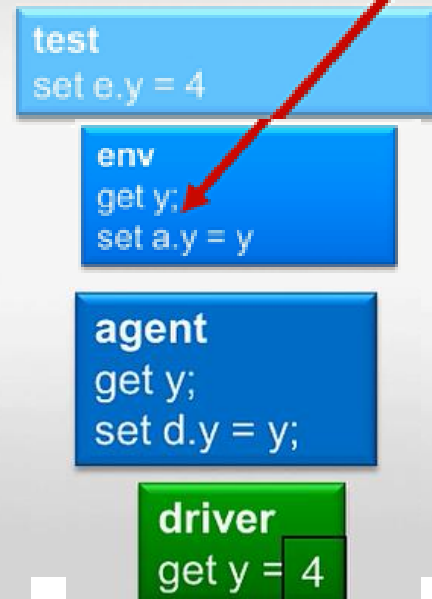 test
set e.y = 4
env
get y;
set a.y = y
agent
get y;
set d.y = y;
driver
get y = 4